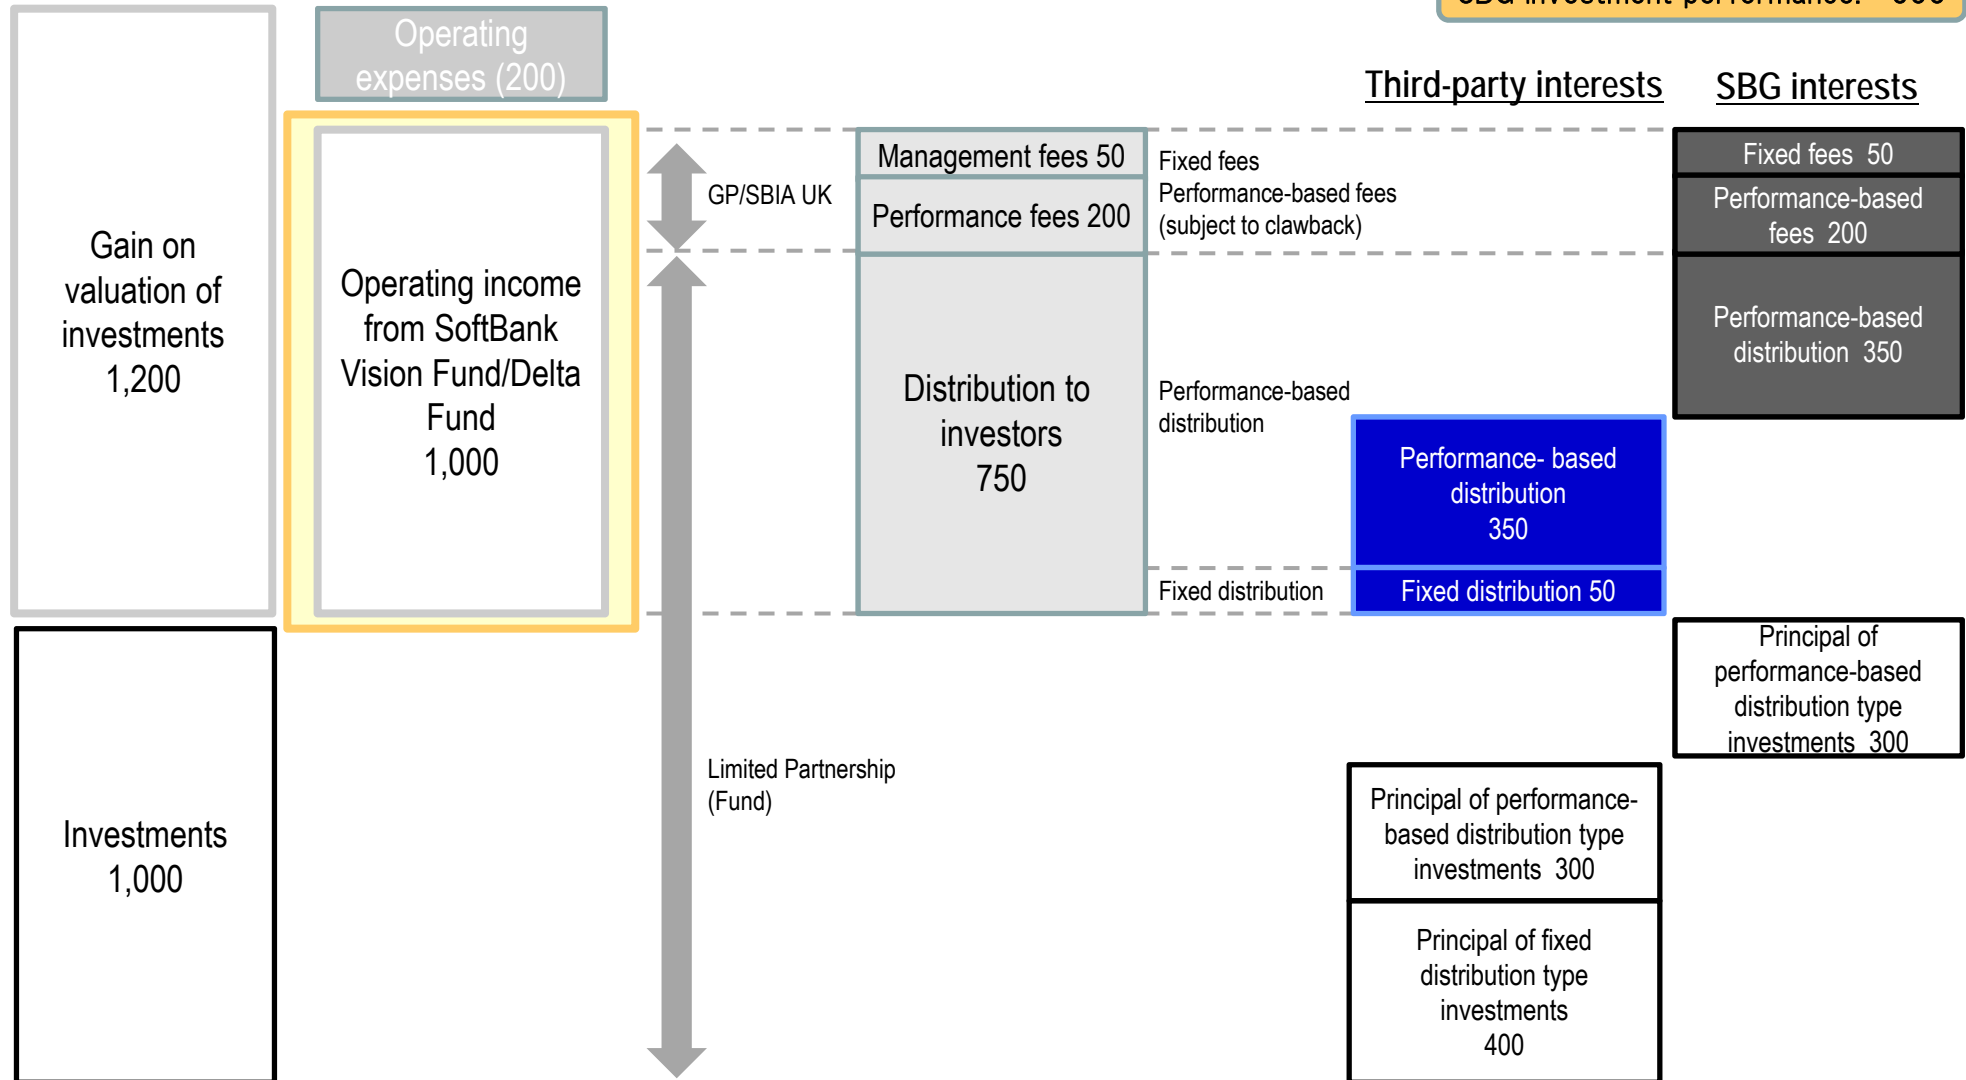 Operating
expenses (200)
Third-party interests
SBG interests
Gain on
valuation of
investments
1,200
Operating income
from SoftBank
Vision Fund/Delta
Fund
1,000
GP/SBIA UK
Management fees 50
Performance fees 200
Fixed fees
Performance-based fees
(subject to clawback)
Fixed fees 50
Performance-based
fees 200
Distribution to
investors
750
Performance-based
distribution
Performance-based
distribution 350
Performance- based
distribution
350
Fixed distribution
Fixed distribution 50
Investments
1,000
Limited Partnership
(Fund)
Principal of
performance-based
distribution type
investments 300
Principal of performance-
based distribution type
investments 300
Principal of fixed
distribution type
investments
400